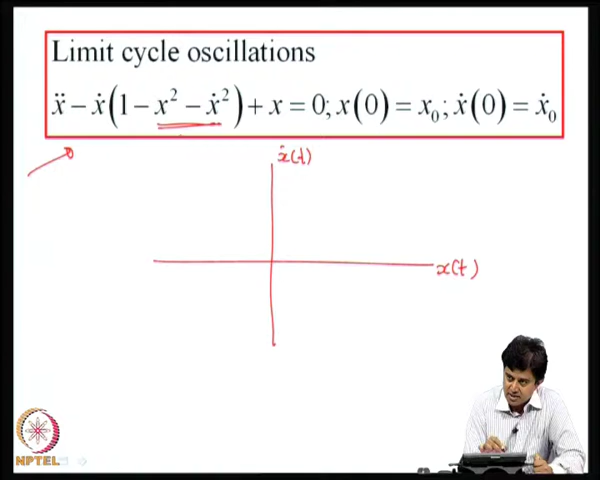 Limit cycle oscillations
ẍ − ẋ(1 − x² − ẋ²) + x = 0; x(0) = x₀; ẋ(0) = ẋ₀
ẋ(t)
x(t)
NPTEL